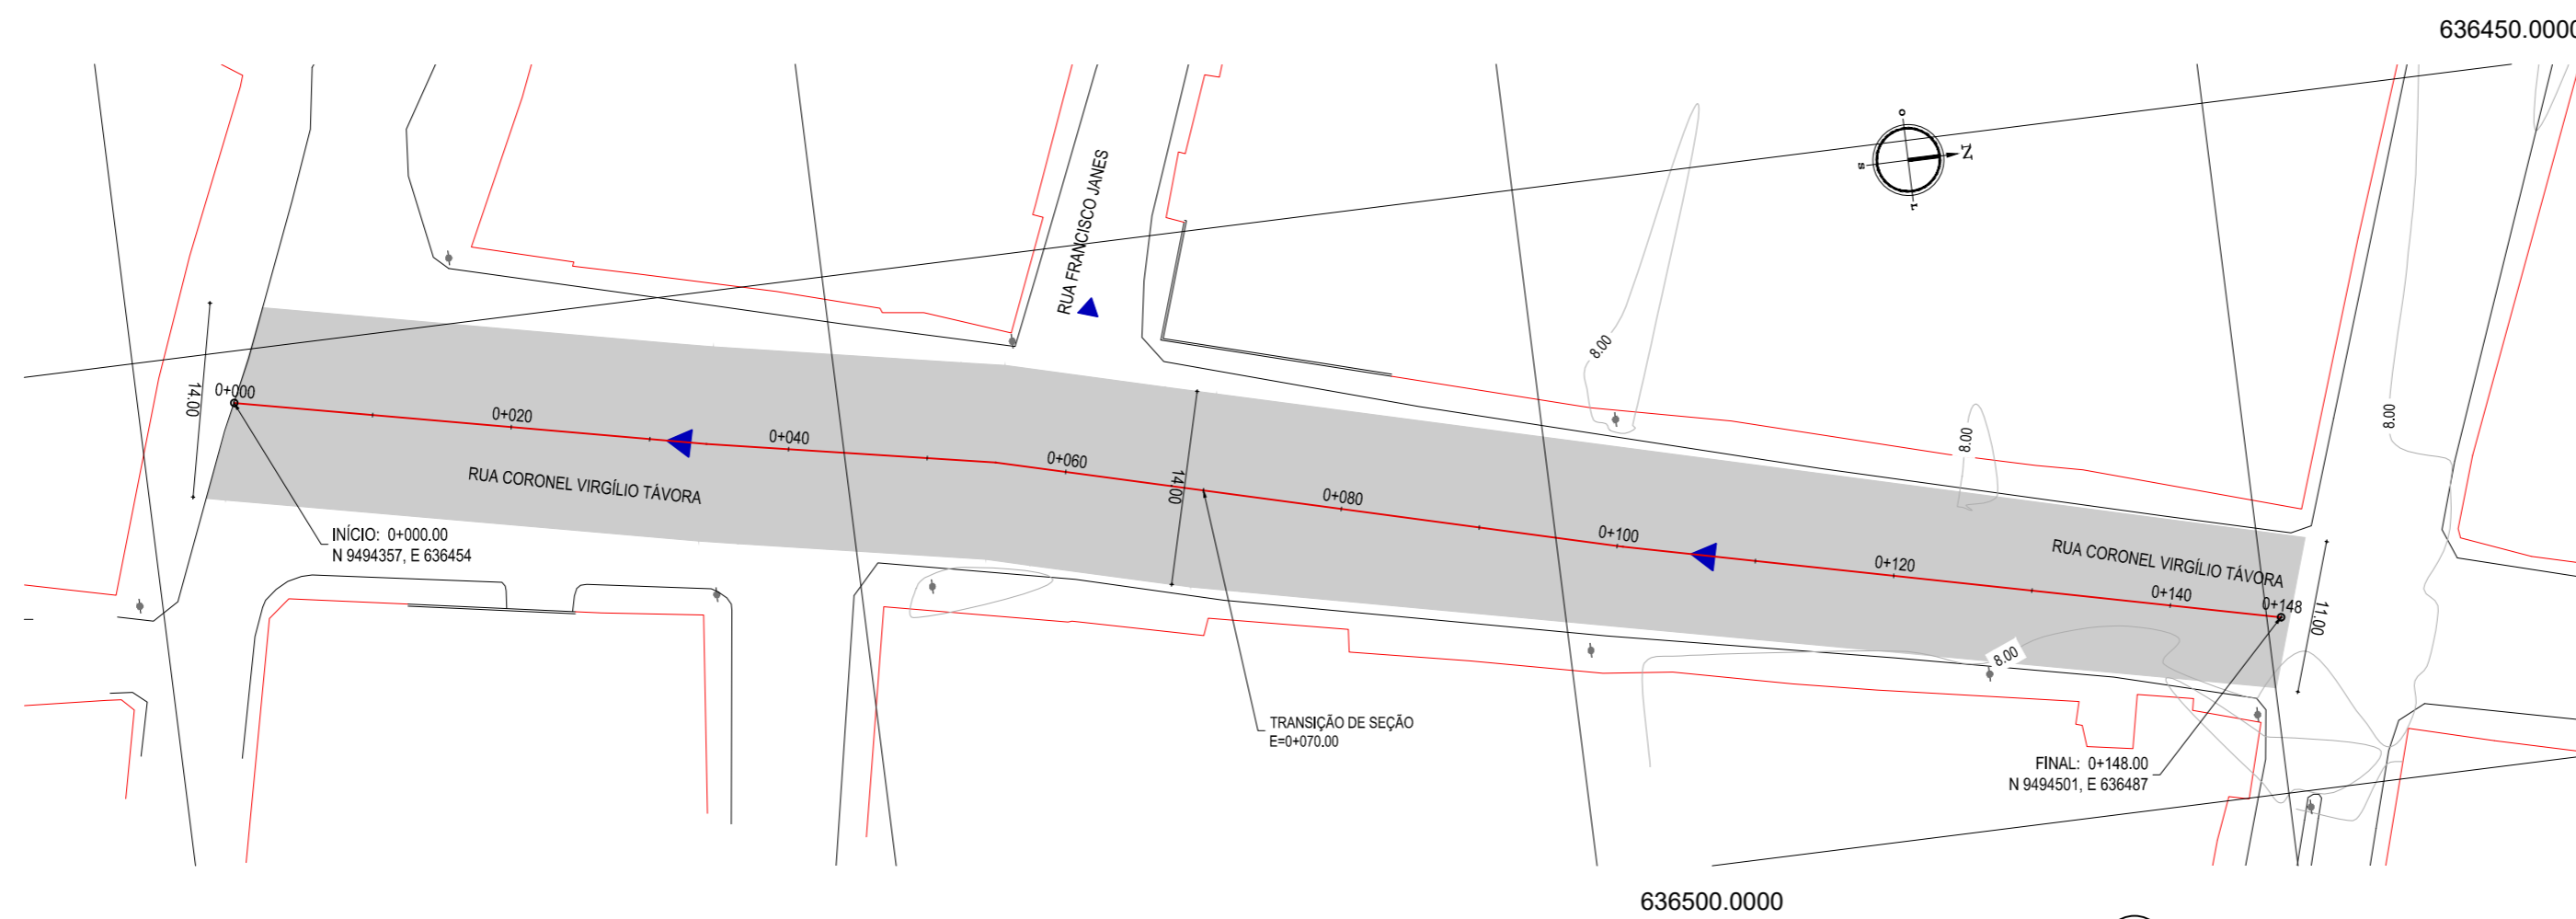 636450.0000
O
N
S
L
RUA FRANCISCO JANES
8.00
8.00
8.00
14.00
0+000
0+020
0+040
0+060
14.00
0+080
0+100
0+120
0+140
0+148
11.00
RUA CORONEL VIRGÍLIO TÁVORA
RUA CORONEL VIRGÍLIO TÁVORA
INÍCIO: 0+000.00
N 9494357, E 636454
8.00
TRANSIÇÃO DE SEÇÃO
E=0+070.00
FINAL: 0+148.00
N 9494501, E 636487
636500.0000